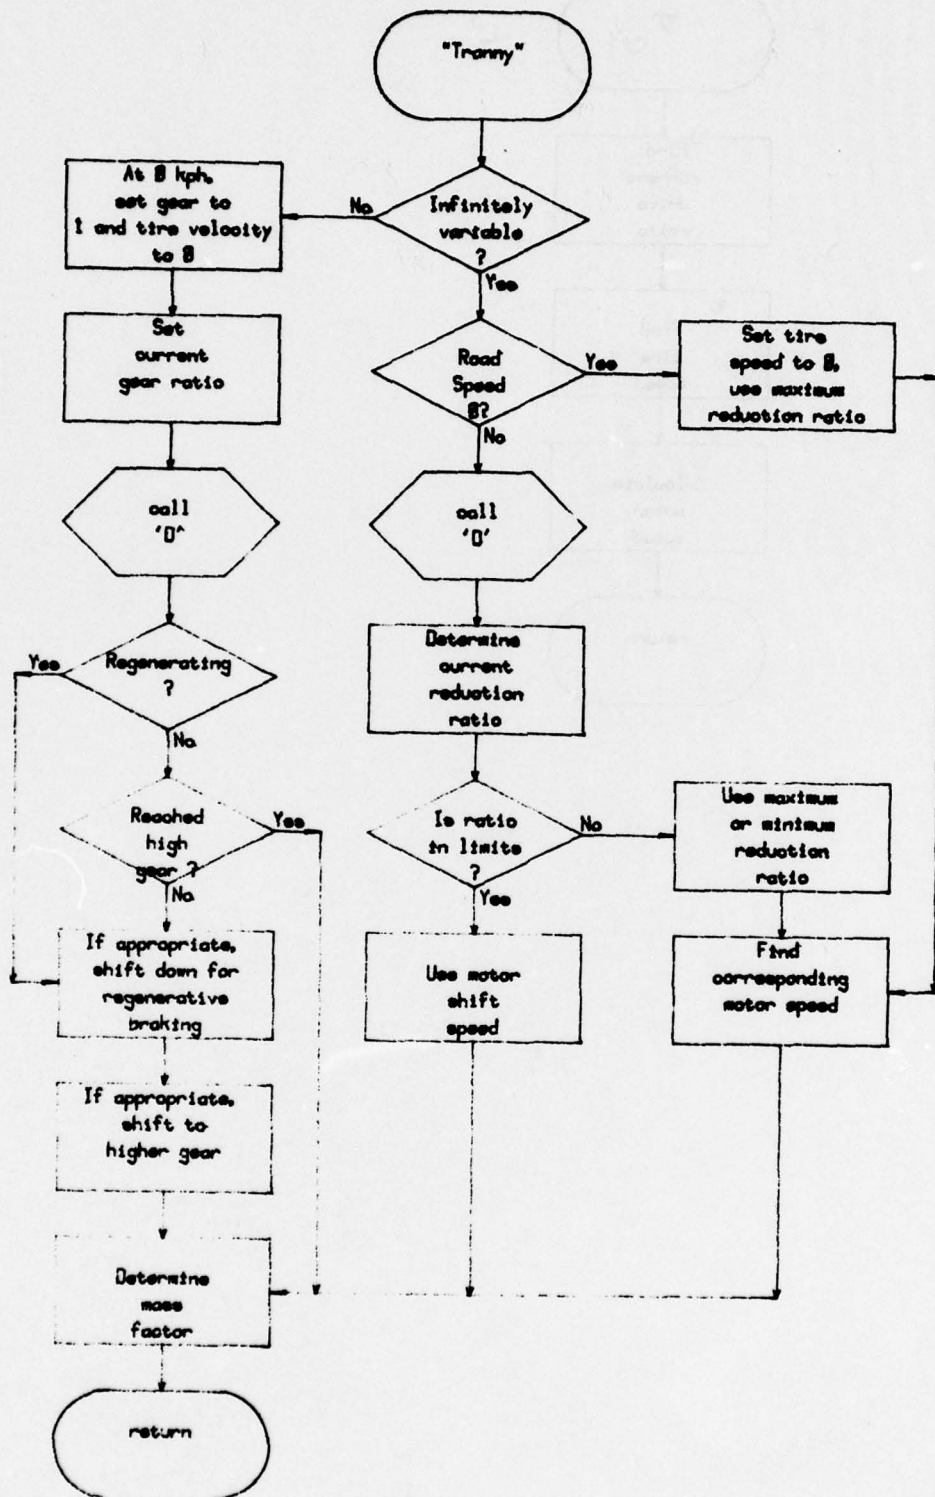 "Tranny"
At 0 kph,
set gear to
1 and tire velocity
to 0
No
Infinitely
variable
?
Yes
Set
current
gear ratio
Road
Speed
0?
Yes
No
Set tire
speed to 0,
use maximum
reduction ratio
call
'D^
call
'D'
Yes
Regenerating
?
No
Determine
current
reduction
ratio
Reached
high
gear ?
Yes
No
Is ratio
in limits
?
No
Yes
Use maximum
or minimum
reduction
ratio
If appropriate,
shift down for
regenerative
braking
Use motor
shift
speed
Find
corresponding
motor speed
If appropriate,
shift to
higher gear
Determine
mass
factor
return
return